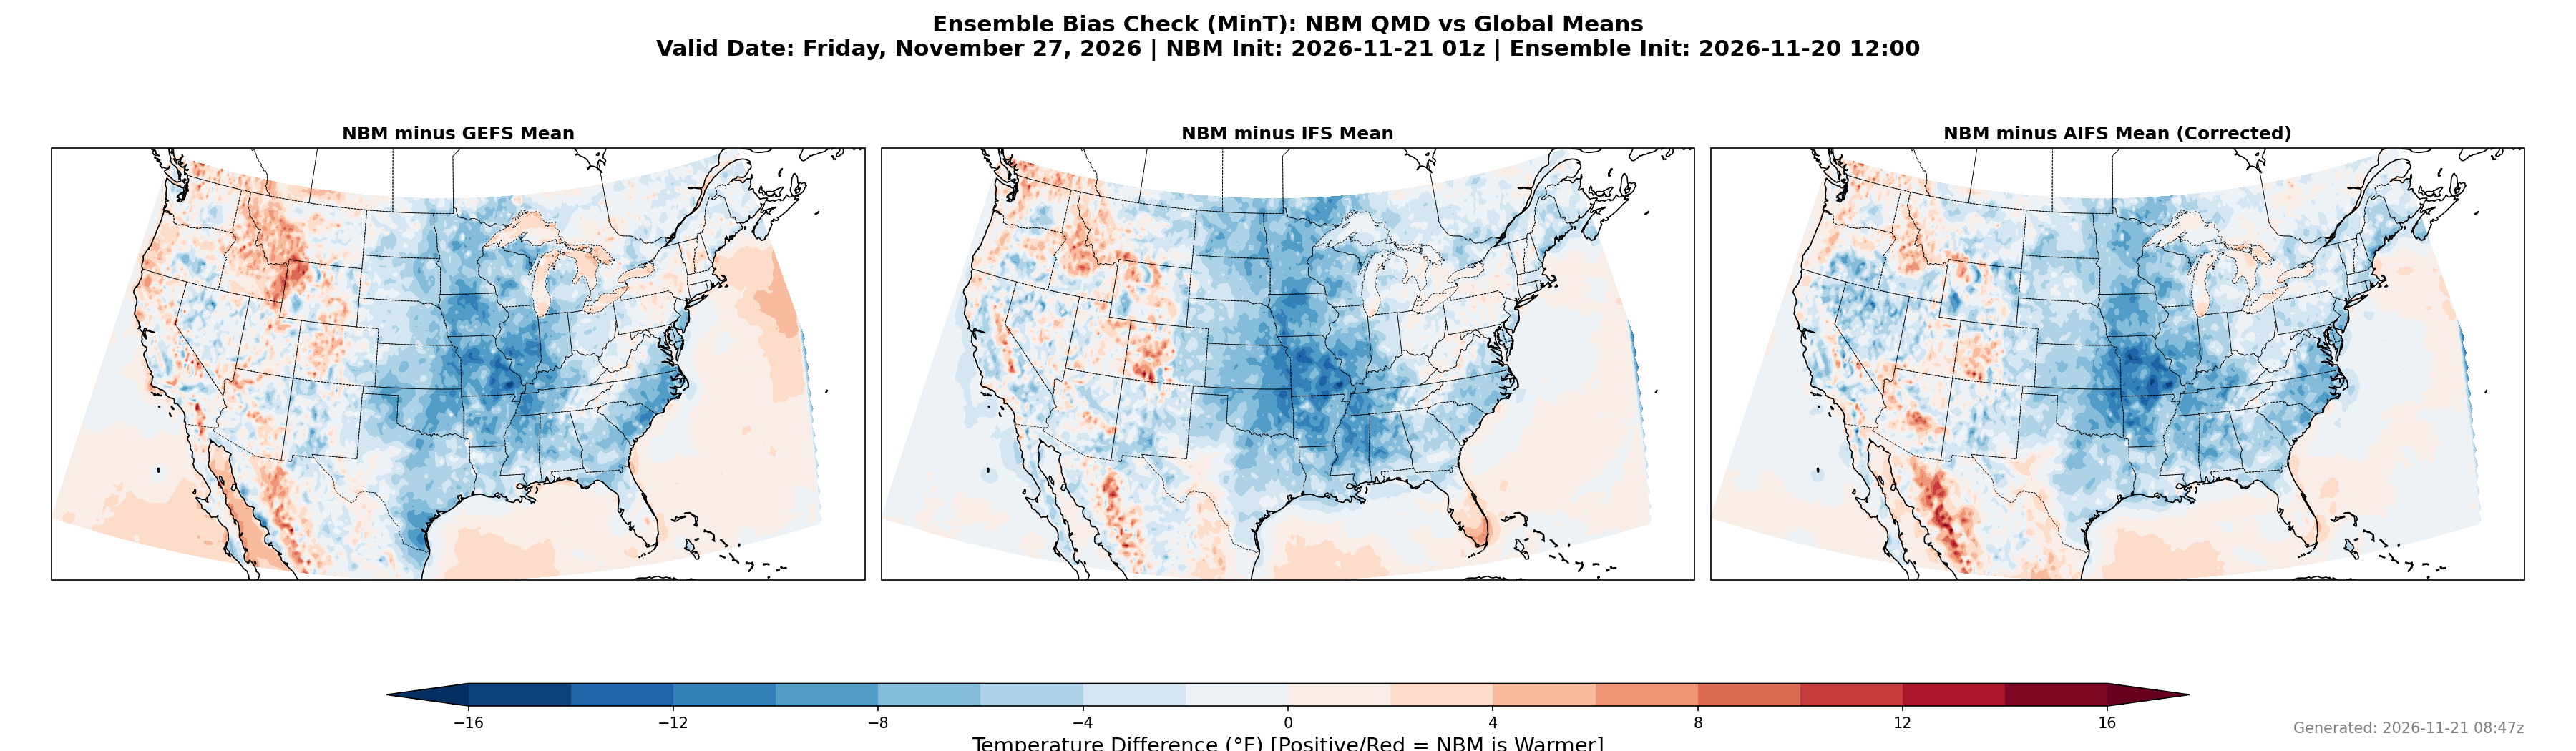 Ensemble Bias Check (MinT): NBM QMD vs Global Means
Valid Date: Friday, November 27, 2026 | NBM Init: 2026-11-21 01z | Ensemble Init: 2026-11-20 12:00
NBM minus GEFS Mean
NBM minus IFS Mean
NBM minus AIFS Mean (Corrected)
−16 −12 −8 −4 0 4 8 12 16
Temperature Difference (°F) [Positive/Red = NBM is Warmer]
Generated: 2026-11-21 08:47z